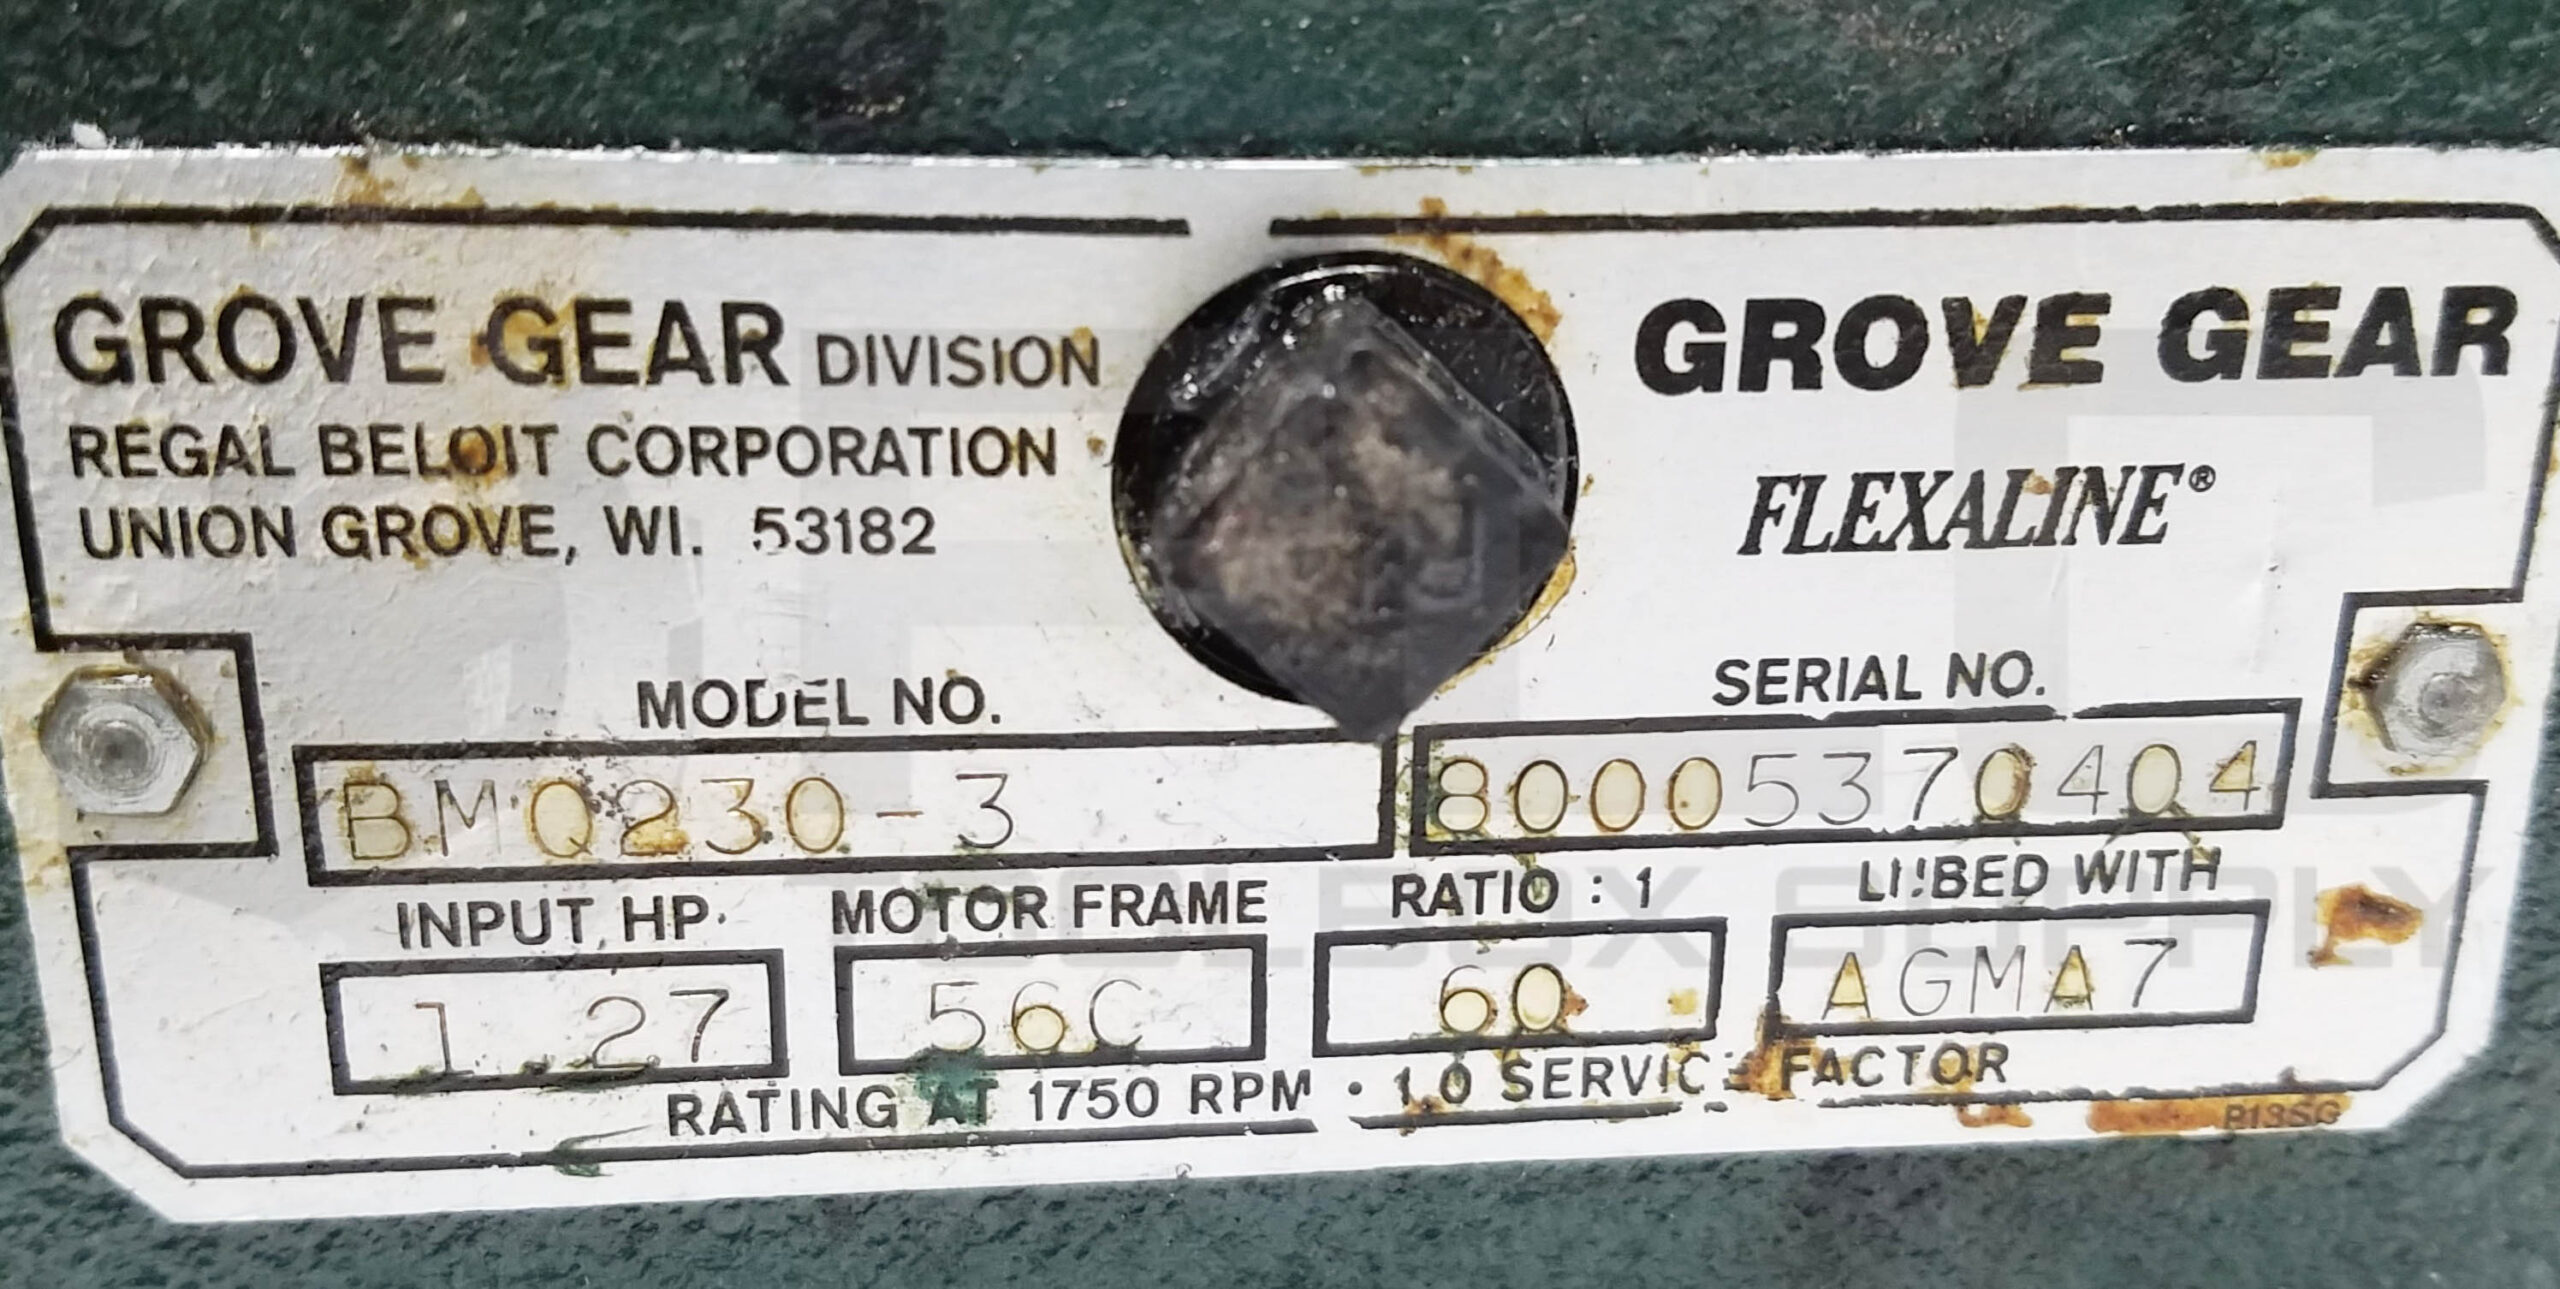 GROVE GEAR DIVISION
REGAL BELOIT CORPORATION
UNION GROVE, WI. 53182
GROVE GEAR
FLEXALINE®
MODEL NO.
BMQ230-3
SERIAL NO.
80005370404
INPUT HP.
1.27
MOTOR FRAME
56C
RATIO : 1
60
LUBED WITH
AGMA7
RATING AT 1750 RPM • 1.0 SERVICE FACTOR